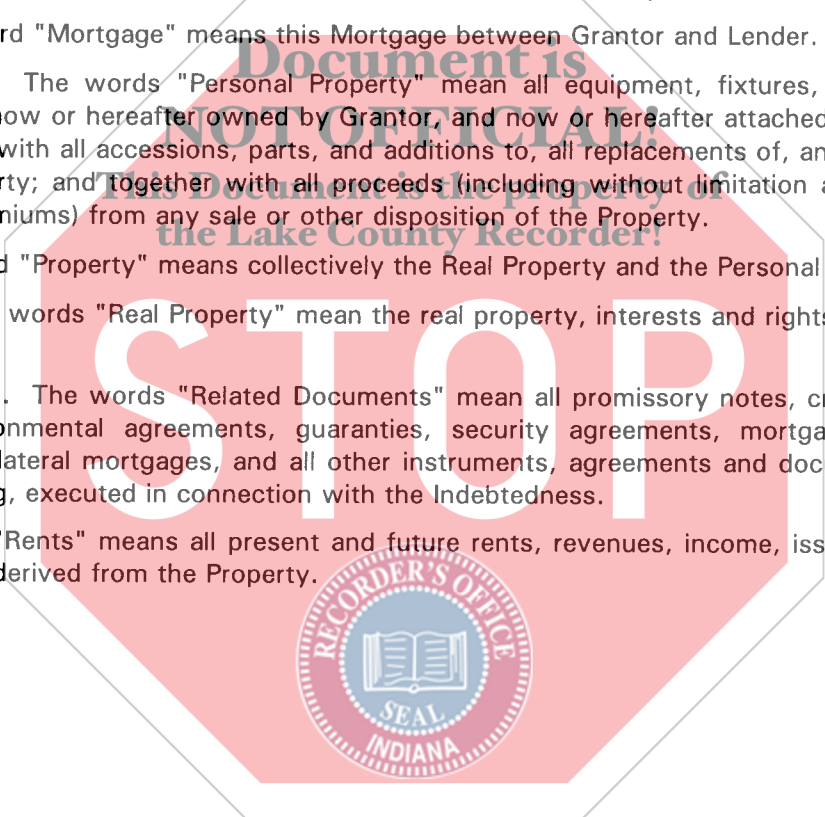 rd "Mortgage" means this Mortgage between Grantor and Lender.
Document is
The words "Personal Property" mean all equipment, fixtures,
now or hereafter owned by Grantor, and now or hereafter attached
NOT OFFICIAL!
with all accessions, parts, and additions to, all replacements of, an
rty; and together with all proceeds (including without limitation a
This Document is the property of
niums) from any sale or other disposition of the Property.
the Lake County Recorder!
d "Property" means collectively the Real Property and the Personal
words "Real Property" mean the real property, interests and rights
STOP
. The words "Related Documents" mean all promissory notes, cr
onmental agreements, guaranties, security agreements, mortga
lateral mortgages, and all other instruments, agreements and doc
g, executed in connection with the Indebtedness.
"Rents" means all present and future rents, revenues, income, iss
derived from the Property.
RECORDER'S OFFICE
SEAL
INDIANA